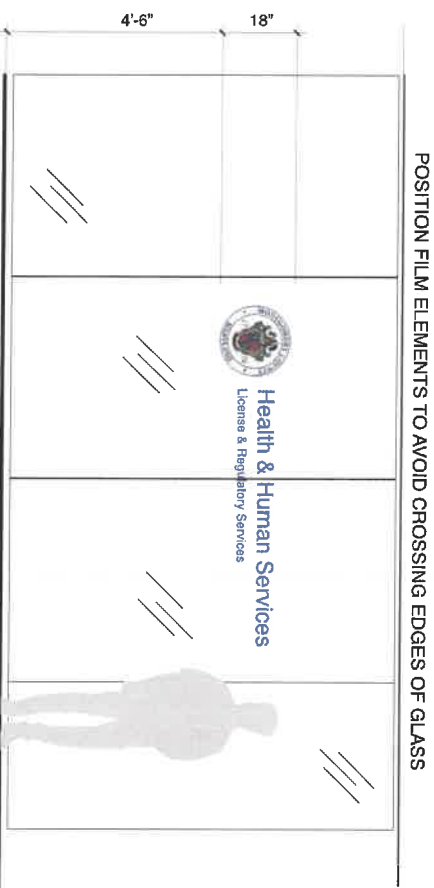 4'-6"
18"
POSITION FILM ELEMENTS TO AVOID CROSSING EDGES OF GLASS
Health & Human Services
License & Regulatory Services